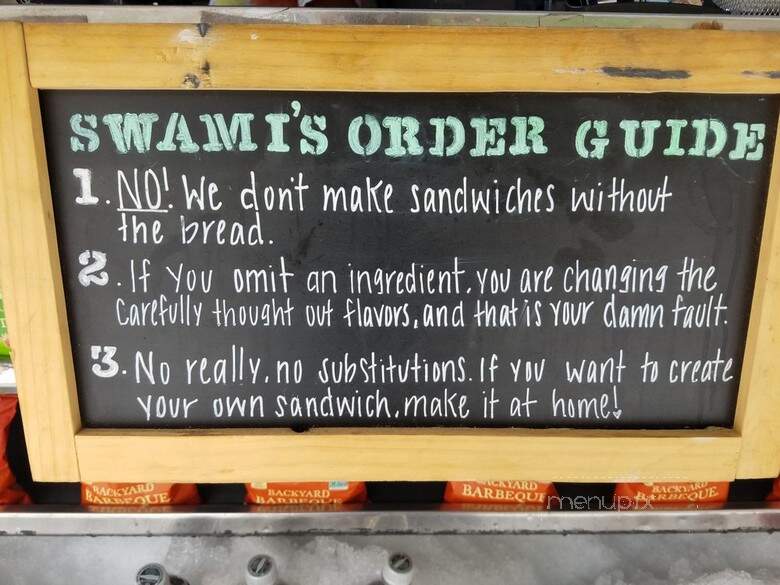 SWAMI'S ORDER GUIDE
1. NO! We don't make sandwiches without
the bread.
2. If you omit an ingredient, you are changing the
carefully thought out flavors, and that is your damn fault.
3. No really, no substitutions. If you want to create
your own sandwich, make it at home!
BACKYARD
BARBEQUE
BACKYARD
BARBEQUE
BACKYARD
BARBEQUE
BACKYARD
BARBEQUE
menupix